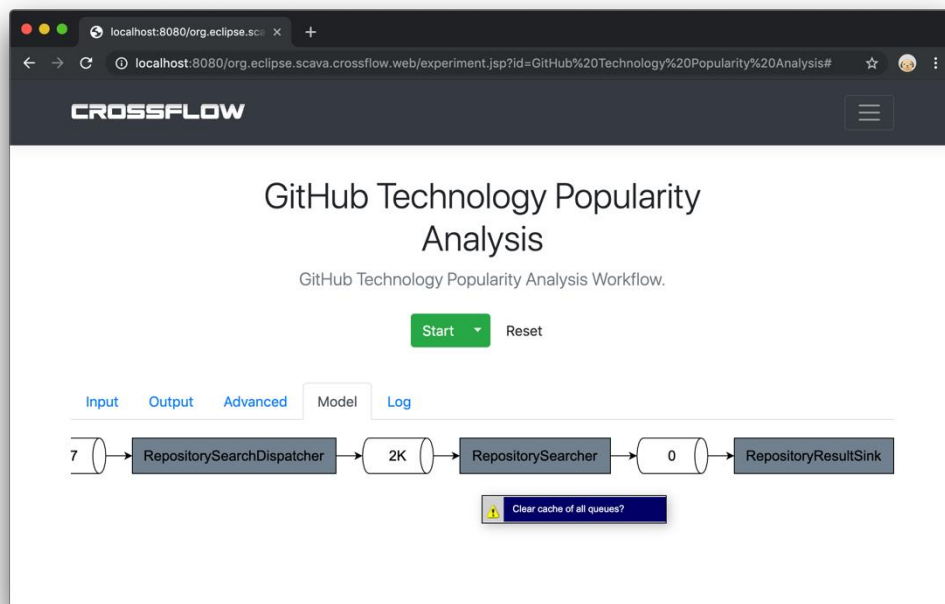 localhost:8080/org.eclipse.sca
localhost:8080/org.eclipse.scava.crossflow.web/experiment.jsp?id=GitHub%20Technology%20Popularity%20Analysis#
CROSSFLOW
GitHub Technology Popularity
Analysis
GitHub Technology Popularity Analysis Workflow.
Start Reset
Input Output Advanced Model Log
7 RepositorySearchDispatcher 2K RepositorySearcher 0 RepositoryResultSink
Clear cache of all queues?